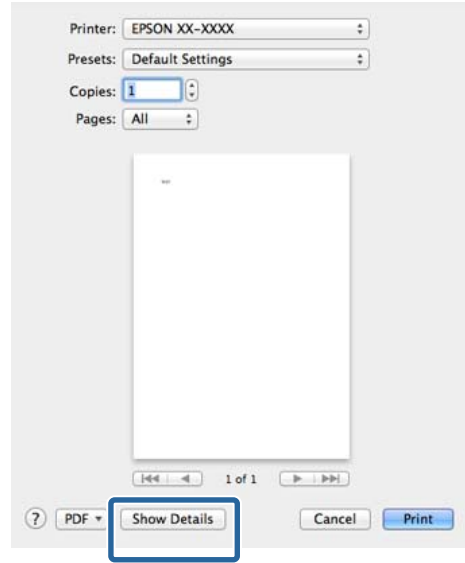 Printer: EPSON XX-XXXX
Presets: Default Settings
Copies: 1
Pages: All
1 of 1
? PDF Show Details Cancel Print